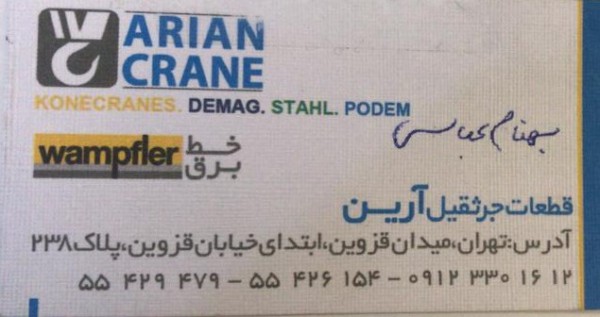 ARIAN
CRANE
KONECRANES. DEMAG. STAHL. PODEM
بهنام عباسی
wampfler خط برق
قطعات جرثقیل آرین
آدرس:تهران،میدان قزوین،ابتدای خیابان قزوین،پلاک ۲۳۸
۵۵ ۴۲۹ ۴۷۹ – ۵۵ ۴۲۶ ۱۵۴ – ۰۹۱۲ ۳۳۰ ۱۶ ۱۲